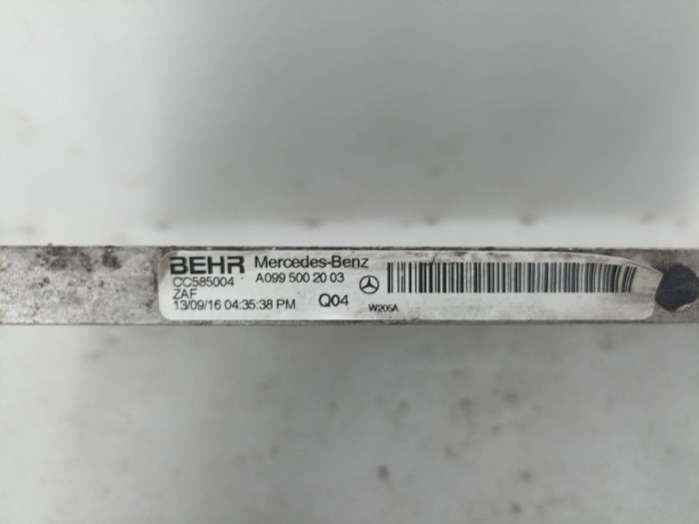 BEHR Mercedes-Benz
CC585004 A099 500 20 03
ZAF
13/09/16 04:35:38 PM Q04 W205A